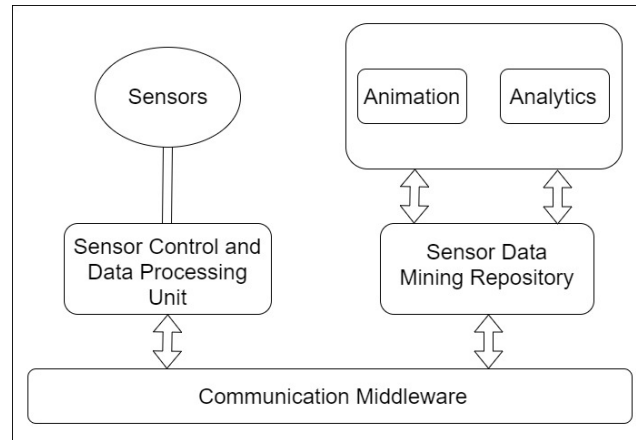 Sensors
Animation
Analytics
Sensor Control and
Data Processing
Unit
Sensor Data
Mining Repository
Communication Middleware